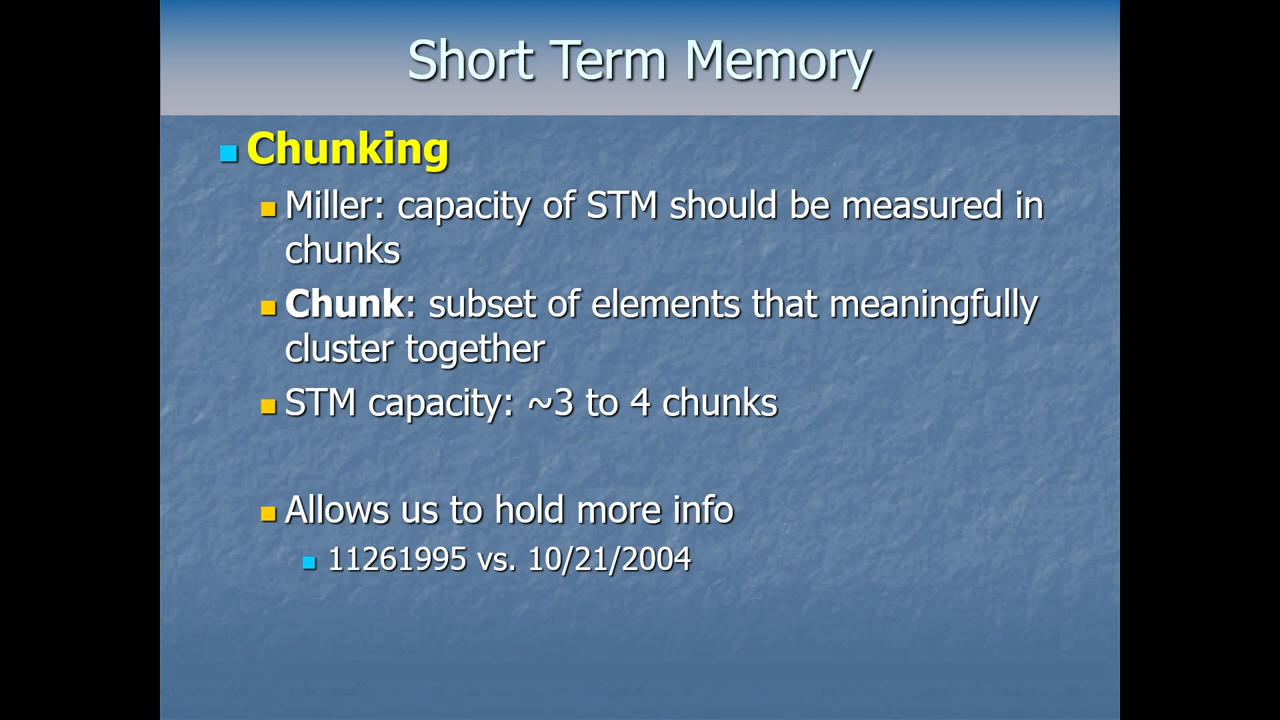 Short Term Memory
Chunking
Miller: capacity of STM should be measured in
chunks
Chunk: subset of elements that meaningfully
cluster together
STM capacity: ~3 to 4 chunks
Allows us to hold more info
11261995 vs. 10/21/2004